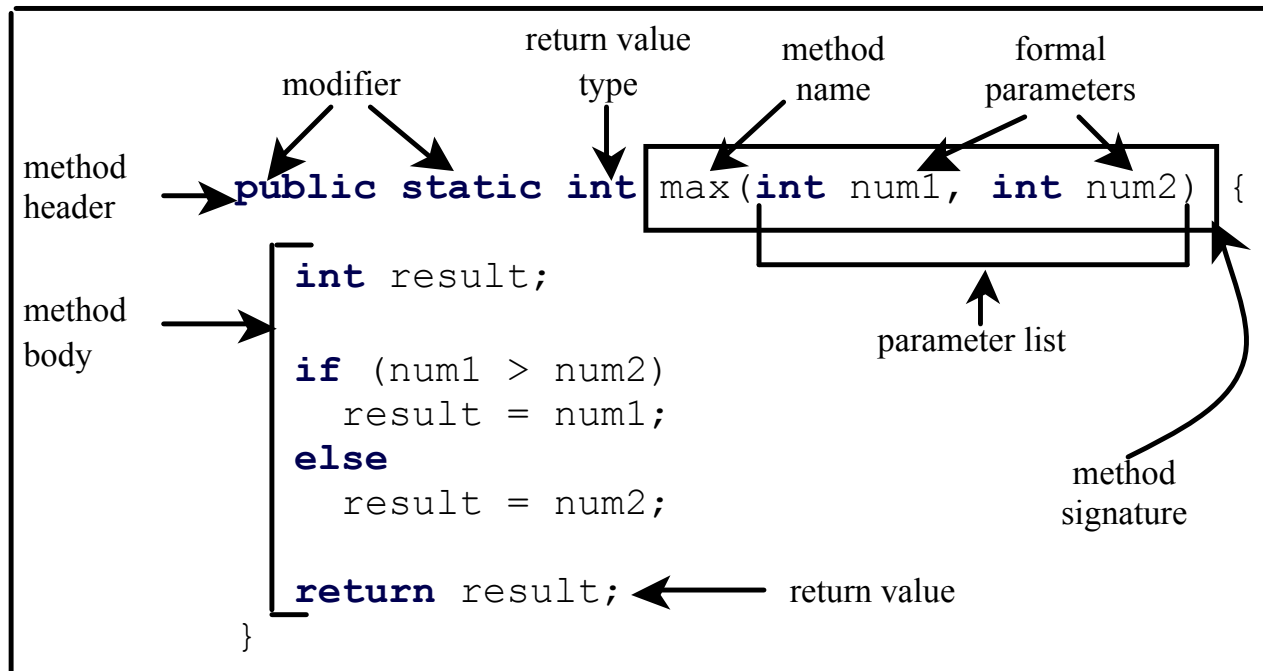 return value
type
modifier
method
name
formal
parameters
method
header
public static int max(int num1, int num2) {
method
body
int result;
parameter list
if (num1 > num2)
result = num1;
else
result = num2;
method
signature
return result;
return value
}